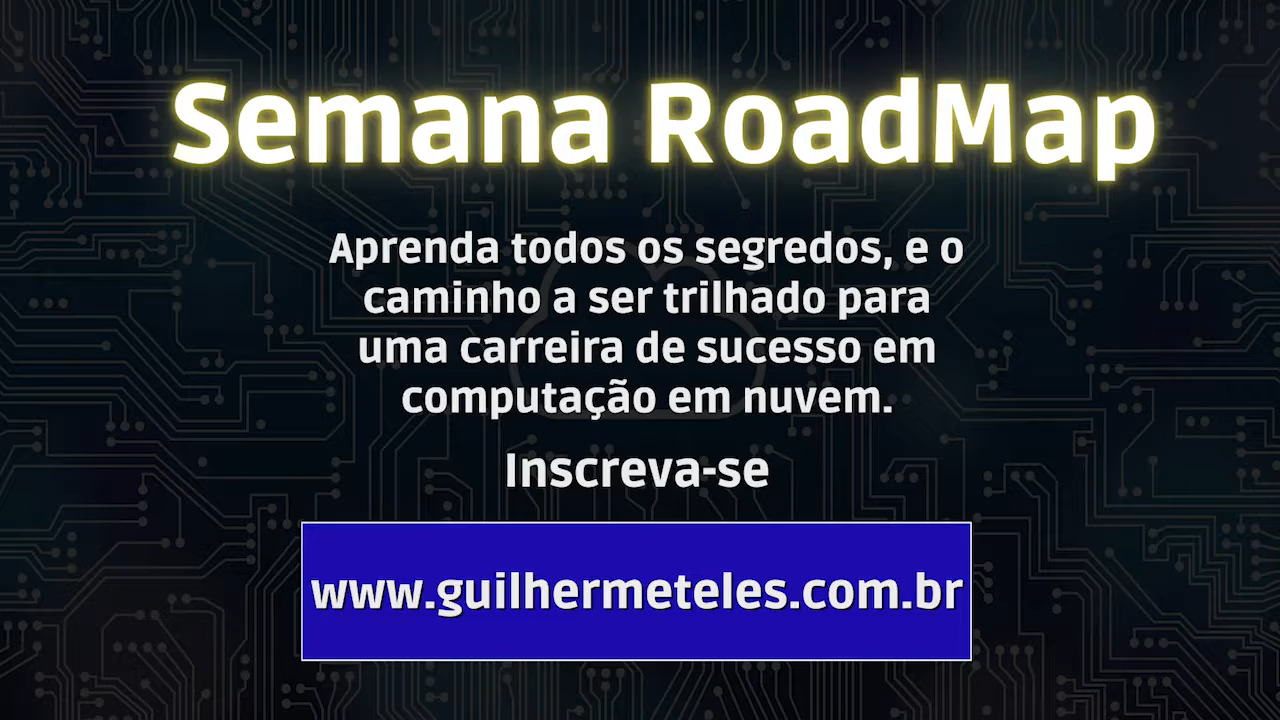 Semana RoadMap
Aprenda todos os segredos, e o
caminho a ser trilhado para
uma carreira de sucesso em
computação em nuvem.
Inscreva-se
www.guilhermeteles.com.br